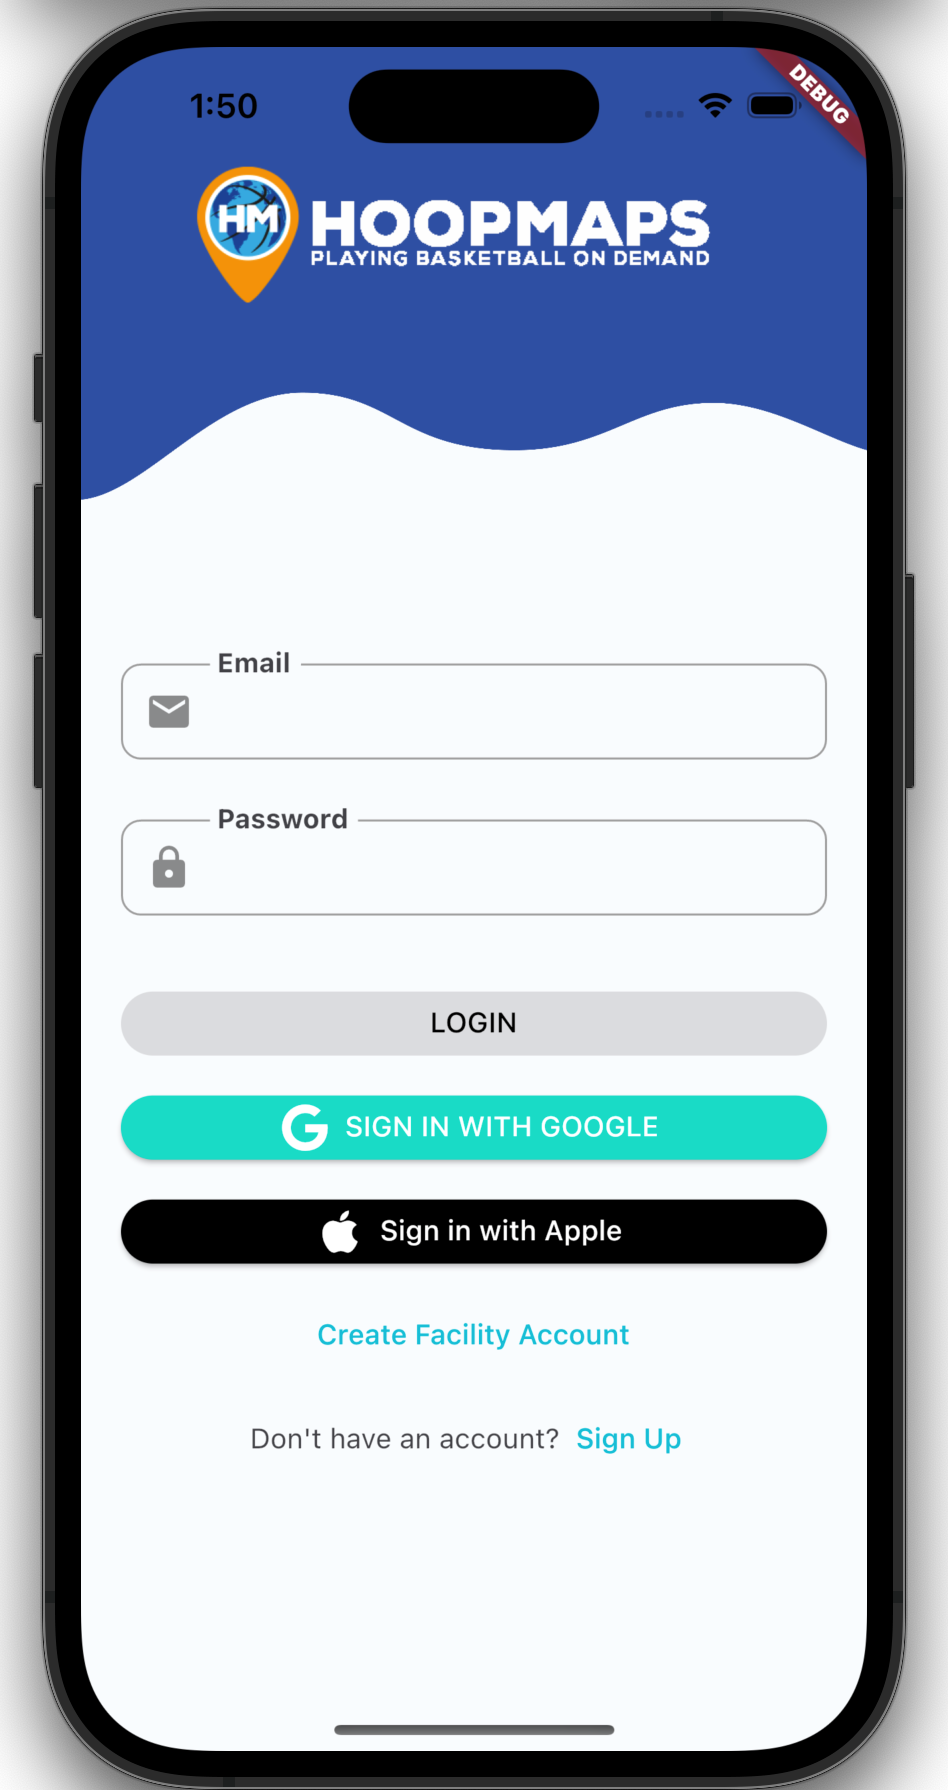 1:50
DEBUG
HM
HOOPMAPS
PLAYING BASKETBALL ON DEMAND
Email
Password
LOGIN
G SIGN IN WITH GOOGLE
Sign in with Apple
Create Facility Account
Don't have an account? Sign Up